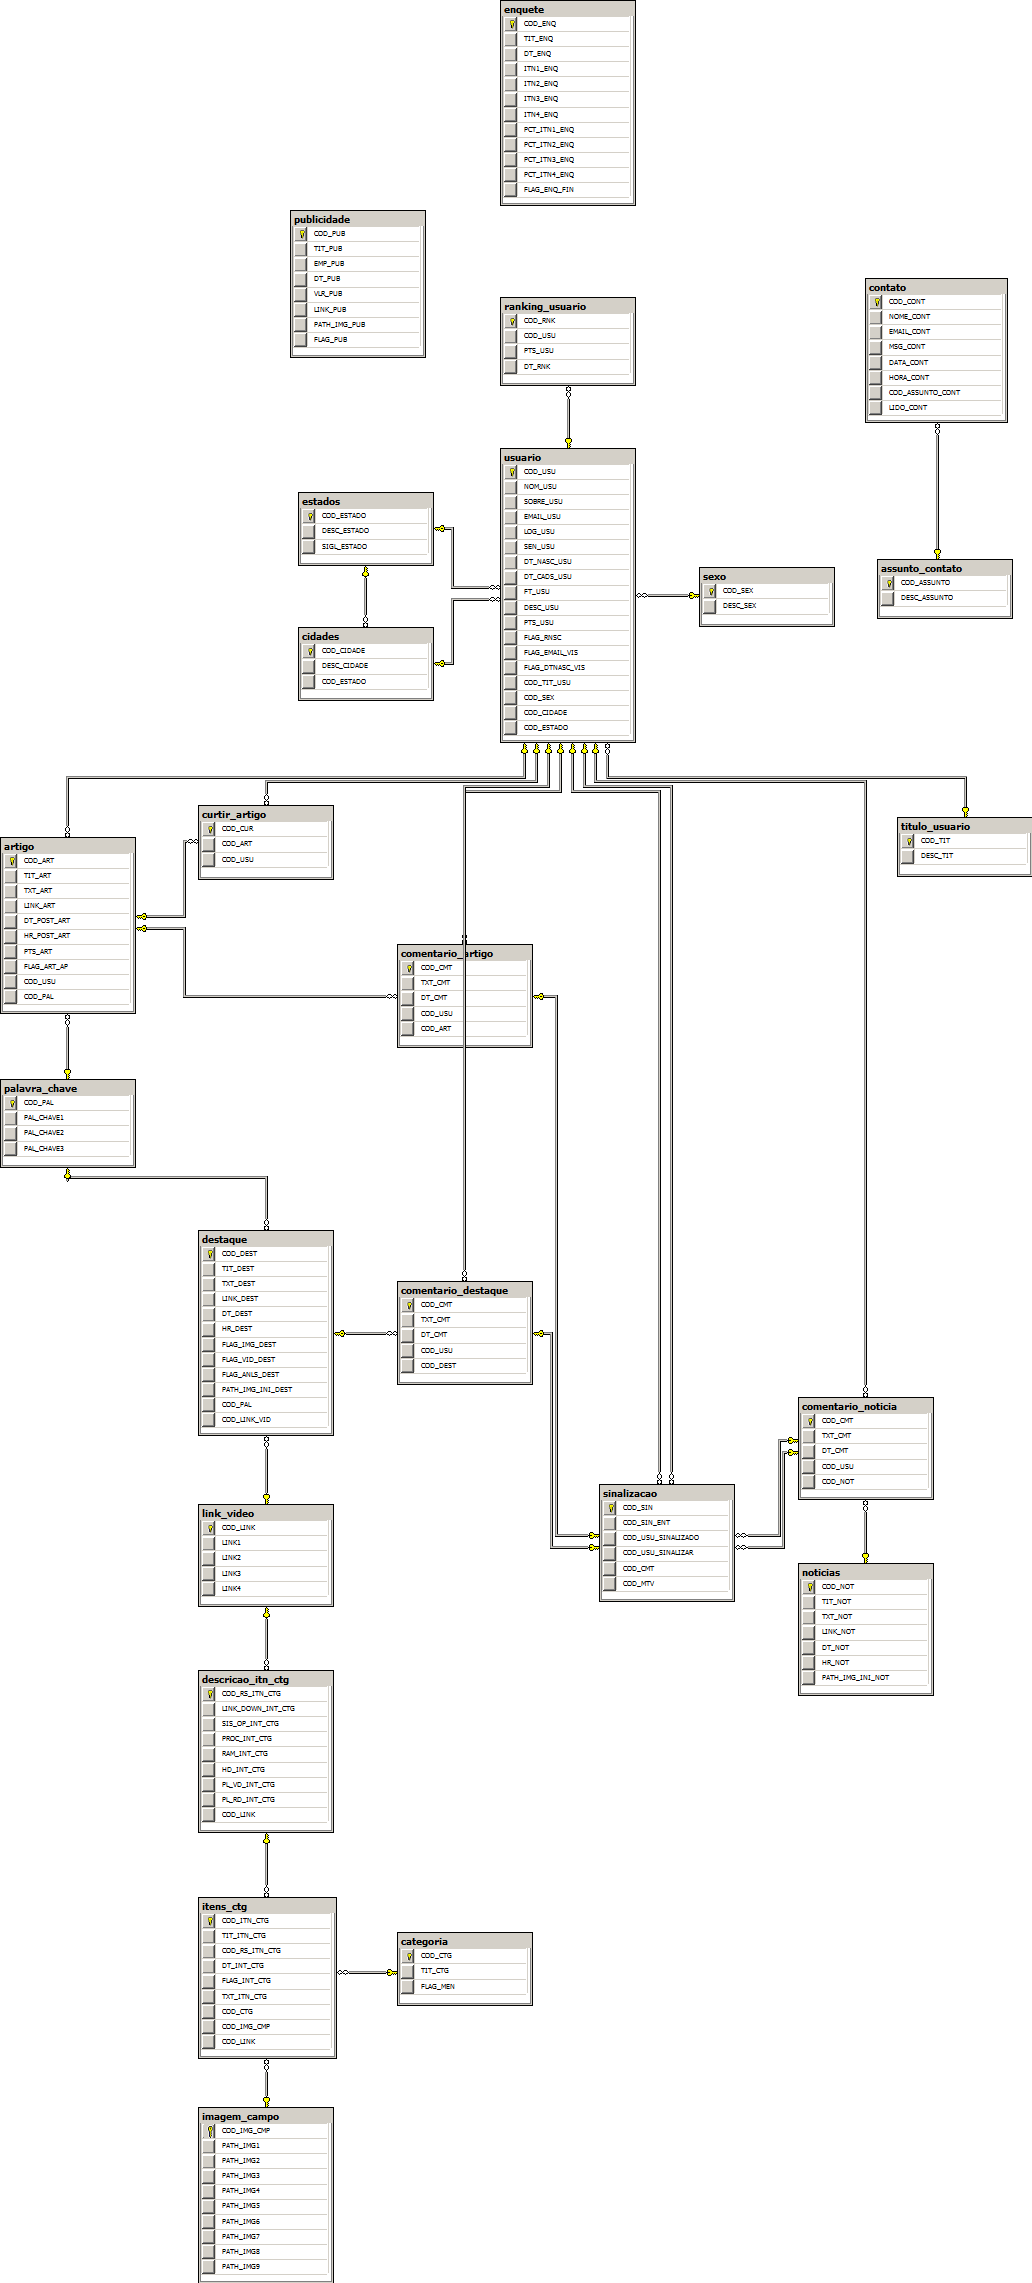 enquete
COD_ENQ
TIT_ENQ
DT_ENQ
ITN1_ENQ
ITN2_ENQ
ITN3_ENQ
ITN4_ENQ
PCT_ITN1_ENQ
PCT_ITN2_ENQ
PCT_ITN3_ENQ
PCT_ITN4_ENQ
FLAG_ENQ_FIN
publicidade
COD_PUB
TIT_PUB
EMP_PUB
DT_PUB
VLR_PUB
LINK_PUB
PATH_IMG_PUB
FLAG_PUB
contato
COD_CONT
NOME_CONT
EMAIL_CONT
MSG_CONT
DATA_CONT
HORA_CONT
COD_ASSUNTO_CONT
LIDO_CONT
ranking_usuario
COD_RNK
COD_USU
PTS_USU
DT_RNK
usuario
COD_USU
NOM_USU
SOBRE_USU
EMAIL_USU
LOG_USU
SEN_USU
DT_NASC_USU
DT_CADS_USU
FT_USU
DESC_USU
PTS_USU
FLAG_RNSC
FLAG_EMAIL_VIS
FLAG_DTNASC_VIS
COD_TIT_USU
COD_SEX
COD_CIDADE
COD_ESTADO
estados
COD_ESTADO
DESC_ESTADO
SIGL_ESTADO
cidades
COD_CIDADE
DESC_CIDADE
COD_ESTADO
sexo
COD_SEX
DESC_SEX
assunto_contato
COD_ASSUNTO
DESC_ASSUNTO
curtir_artigo
COD_CUR
COD_ART
COD_USU
titulo_usuario
COD_TIT
DESC_TIT
artigo
COD_ART
TIT_ART
TXT_ART
LINK_ART
DT_POST_ART
HR_POST_ART
PTS_ART
FLAG_ART_AP
COD_USU
COD_PAL
comentario_artigo
COD_CMT
TXT_CMT
DT_CMT
COD_USU
COD_ART
palavra_chave
COD_PAL
PAL_CHAVE1
PAL_CHAVE2
PAL_CHAVE3
destaque
COD_DEST
TIT_DEST
TXT_DEST
LINK_DEST
DT_DEST
HR_DEST
FLAG_IMG_DEST
FLAG_VID_DEST
FLAG_ANLS_DEST
PATH_IMG_INI_DEST
COD_PAL
COD_LINK_VID
comentario_destaque
COD_CMT
TXT_CMT
DT_CMT
COD_USU
COD_DEST
comentario_noticia
COD_CMT
TXT_CMT
DT_CMT
COD_USU
COD_NOT
sinalizacao
COD_SIN
COD_SIN_ENT
COD_USU_SINALIZADO
COD_USU_SINALIZAR
COD_CMT
COD_MTV
link_video
COD_LINK
LINK1
LINK2
LINK3
LINK4
noticias
COD_NOT
TIT_NOT
TXT_NOT
LINK_NOT
DT_NOT
HR_NOT
PATH_IMG_INI_NOT
descricao_itn_ctg
COD_RS_ITN_CTG
LINK_DOWN_INT_CTG
SIS_OP_INT_CTG
PROC_INT_CTG
RAM_INT_CTG
HD_INT_CTG
PL_VD_INT_CTG
PL_RD_INT_CTG
COD_LINK
itens_ctg
COD_ITN_CTG
TIT_ITN_CTG
COD_RS_ITN_CTG
DT_INT_CTG
FLAG_INT_CTG
TXT_ITN_CTG
COD_CTG
COD_IMG_CMP
COD_LINK
categoria
COD_CTG
TIT_CTG
FLAG_MEN
imagem_campo
COD_IMG_CMP
PATH_IMG1
PATH_IMG2
PATH_IMG3
PATH_IMG4
PATH_IMG5
PATH_IMG6
PATH_IMG7
PATH_IMG8
PATH_IMG9